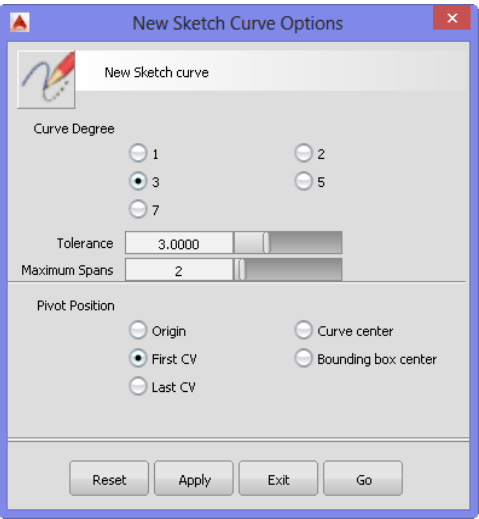 New Sketch Curve Options
New Sketch curve
Curve Degree
1 2
3 5
7
Tolerance 3.0000
Maximum Spans 2
Pivot Position
Origin Curve center
First CV Bounding box center
Last CV
Reset Apply Exit Go